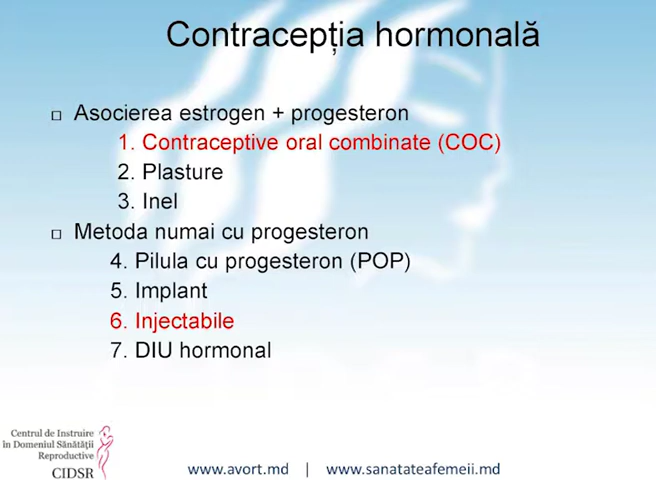 Contracepția hormonală
□ Asocierea estrogen + progesteron
1. Contraceptive oral combinate (COC)
2. Plasture
3. Inel
□ Metoda numai cu progesteron
4. Pilula cu progesteron (POP)
5. Implant
6. Injectabile
7. DIU hormonal
Centrul de Instruire
în Domeniul Sănătății
Reproductive
CIDSR
www.avort.md | www.sanatateafemeii.md